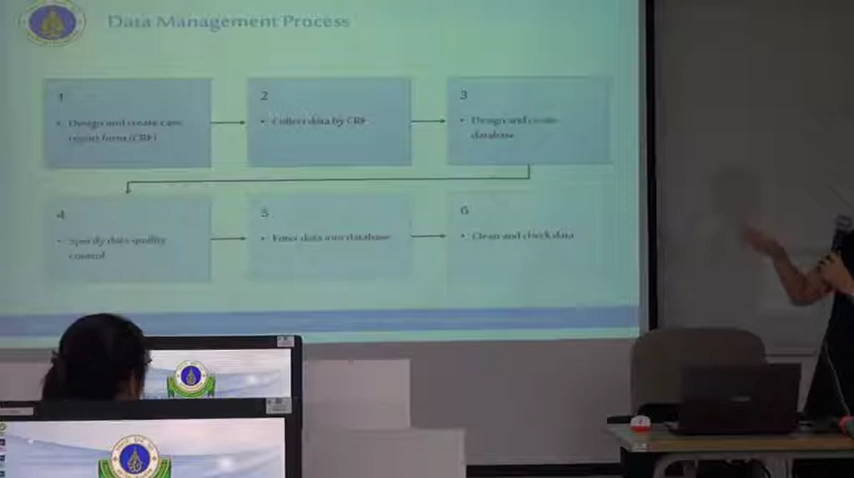 Data Management Process
1
• Design and create case
report form (CRF)
2
• Collect data by CRF
3
• Design and create
database
4
• Specify data quality
control
5
• Enter data into database
6
• Clean and check data